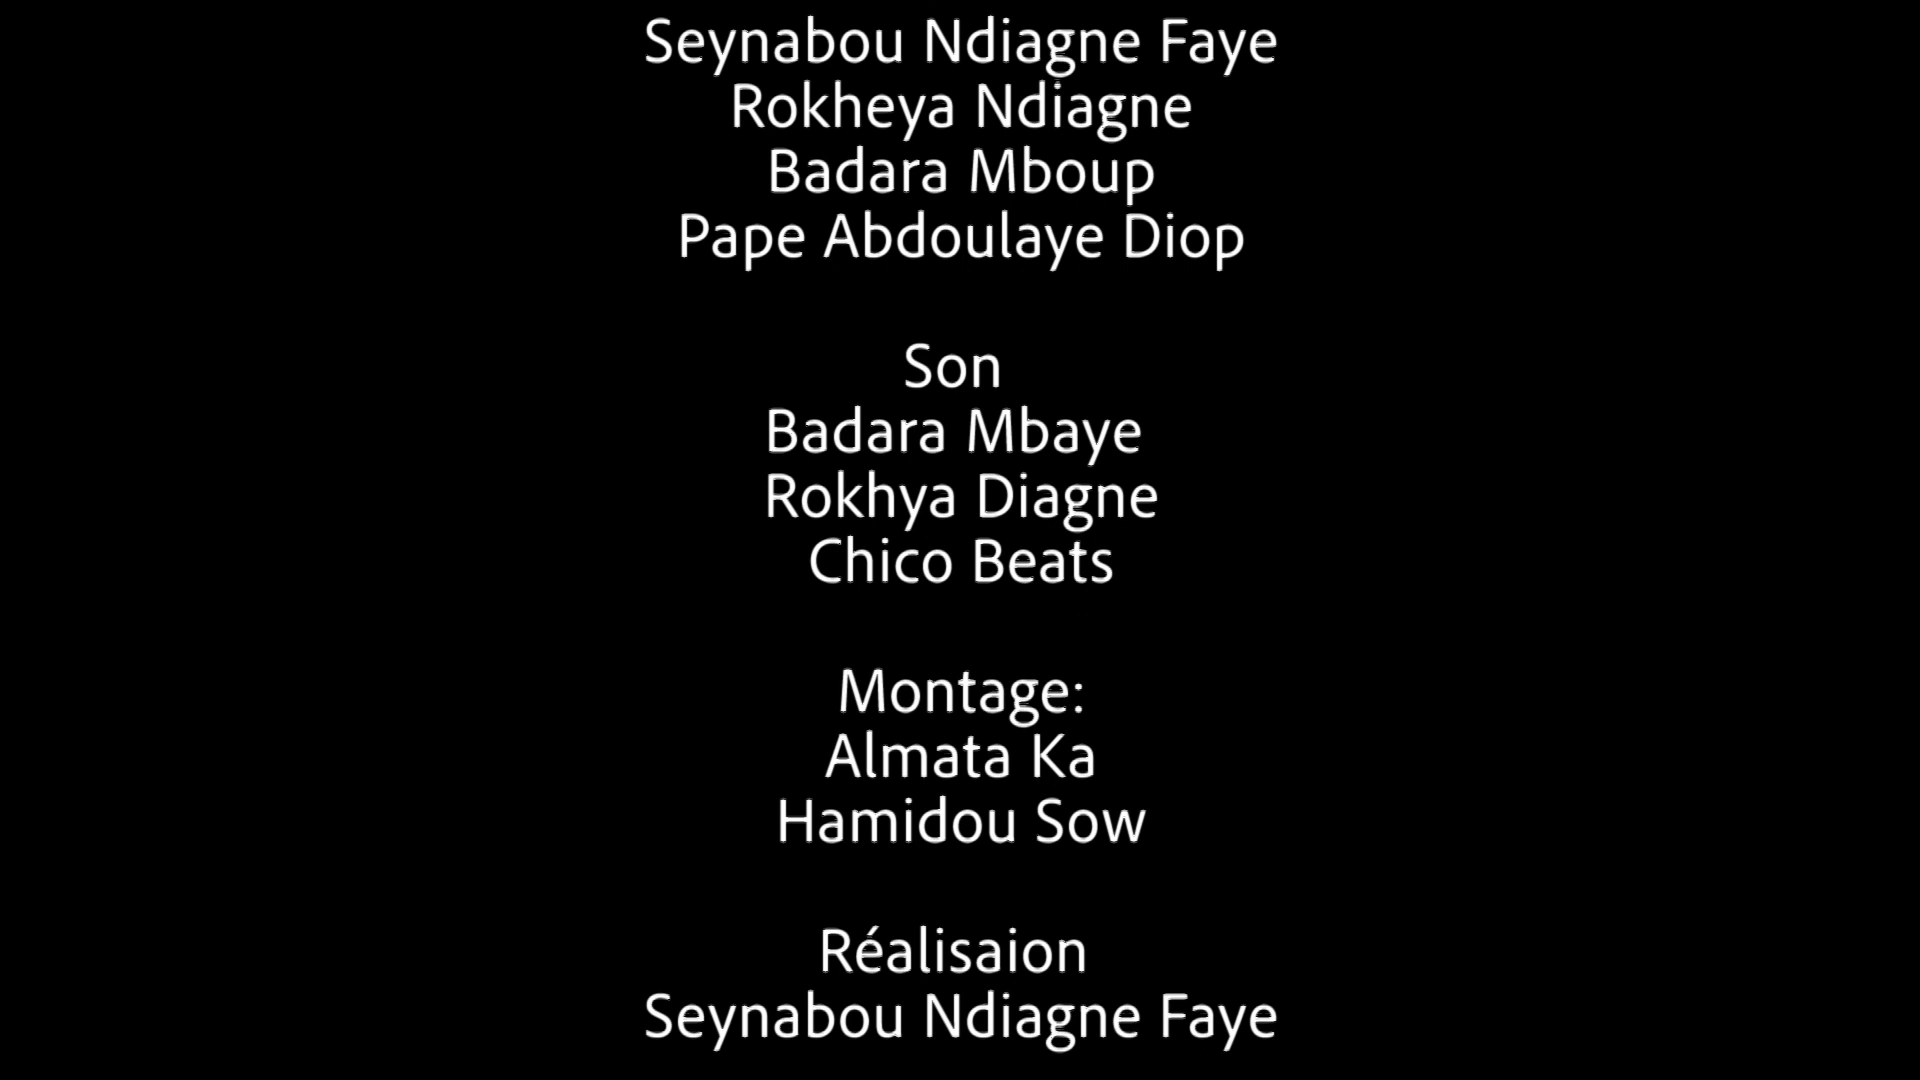 Seynabou Ndiagne Faye
Rokheya Ndiagne
Badara Mboup
Pape Abdoulaye Diop
Son
Badara Mbaye
Rokhya Diagne
Chico Beats
Montage:
Almata Ka
Hamidou Sow
Réalisaion
Seynabou Ndiagne Faye